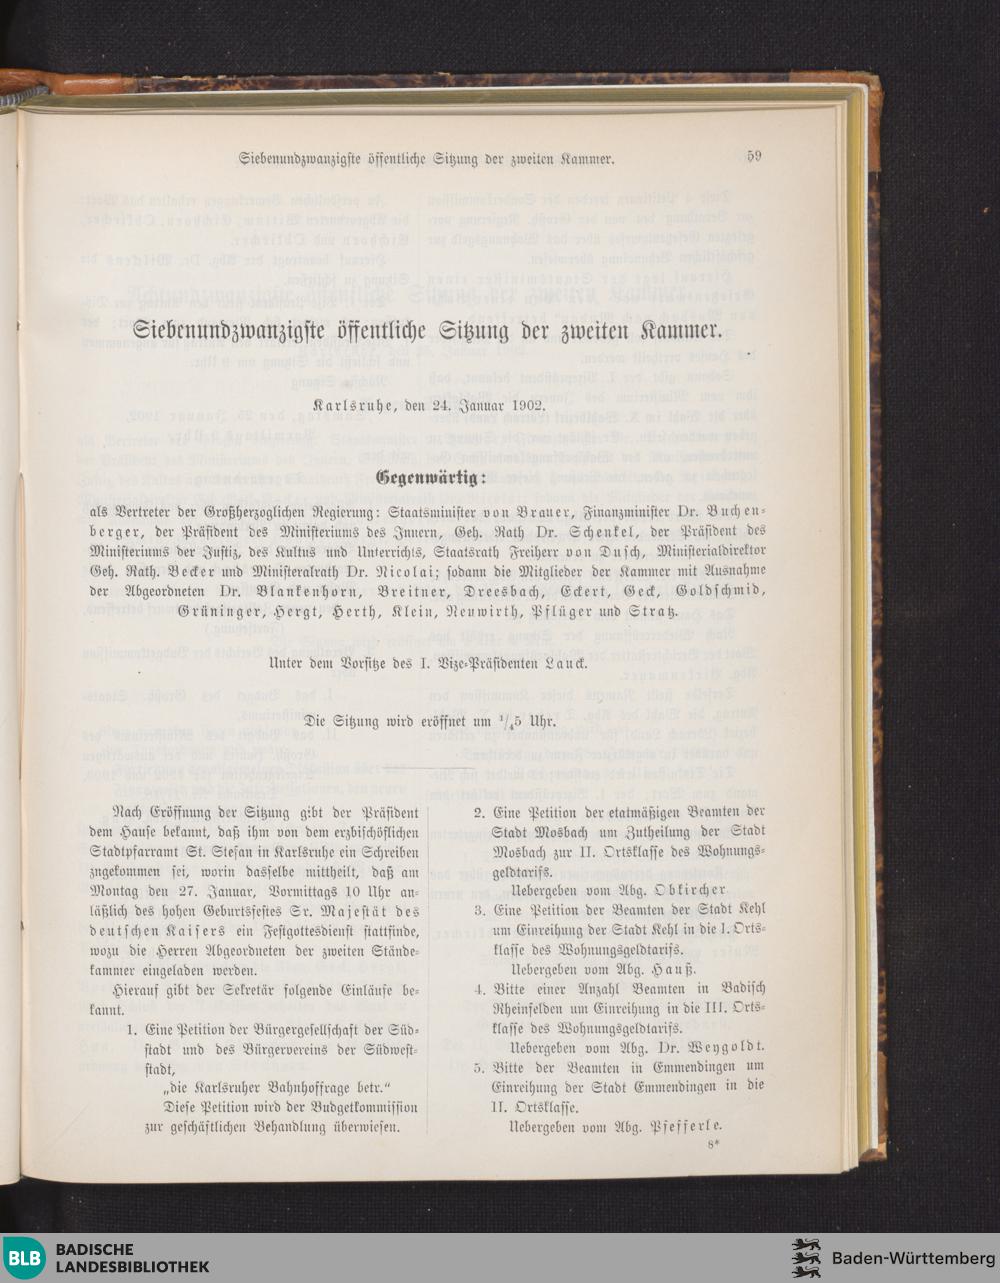 Siebenundzwanzigste öffentliche Sitzung der zweiten Kammer.
59
Siebenundzwanzigste öffentliche Sitzung der zweiten Kammer.
Karlsruhe, den 24. Januar 1902.
Gegenwärtig:
als Vertreter der Großherzoglichen Regierung: Staatsminister von Brauer, Finanzminister Dr. Buchen-
berger, der Präsident des Ministeriums des Innern, Geh. Rath Dr. Schenkel, der Präsident des
Ministeriums der Justiz, des Kultus und Unterrichts, Staatsrath Freiherr von Dusch, Ministerialdirektor
Geh. Rath. Becker und Ministeralrath Dr. Nicolai; sodann die Mitglieder der Kammer mit Ausnahme
der Abgeordneten Dr. Blankenhorn, Breitner, Dreesbach, Eckert, Geck, Goldschmid,
Grüninger, Hergt, Herth, Klein, Neuwirth, Pflüger und Stratz.
Unter dem Vorsitze des I. Vize-Präsidenten Lauck.
Die Sitzung wird eröffnet um 1/45 Uhr.
Nach Eröffnung der Sitzung gibt der Präsident
dem Hause bekannt, daß ihm von dem erzbischöflichen
Stadtpfarramt St. Stefan in Karlsruhe ein Schreiben
zugekommen sei, worin dasselbe mittheilt, daß am
Montag den 27. Januar, Vormittags 10 Uhr an-
läßlich des hohen Geburtsfestes Sr. Majestät des
deutschen Kaisers ein Festgottesdienst stattfinde,
wozu die Herren Abgeordneten der zweiten Stände-
kammer eingeladen werden.
Hierauf gibt der Sekretär folgende Einläufe be-
kannt.
1. Eine Petition der Bürgergesellschaft der Süd-
stadt und des Bürgervereins der Südwest-
stadt,
„die Karlsruher Bahnhoffrage betr.“
Diese Petition wird der Budgetkommission
zur geschäftlichen Behandlung überwiesen.
2. Eine Petition der etatmäßigen Beamten der
Stadt Mosbach um Zutheilung der Stadt
Mosbach zur II. Ortsklasse des Wohnungs-
geldtarifs.
Uebergeben vom Abg. Obkircher
3. Eine Petition der Beamten der Stadt Kehl
um Einreihung der Stadt Kehl in die I. Orts-
klasse des Wohnungsgeldtarifs.
Uebergeben vom Abg. Hauß.
4. Bitte einer Anzahl Beamten in Badisch
Rheinfelden um Einreihung in die III. Orts-
klasse des Wohnungsgeldtarifs.
Uebergeben vom Abg. Dr. Weygoldt.
5. Bitte der Beamten in Emmendingen um
Einreihung der Stadt Emmendingen in die
II. Ortsklasse.
Uebergeben vom Abg. Pfefferle.
8*
BLB
BADISCHE
LANDESBIBLIOTHEK
Baden-Württemberg